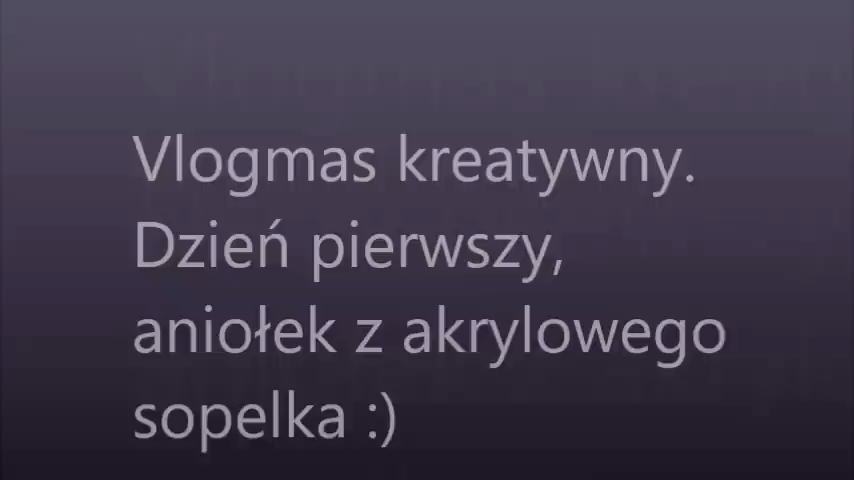 Vlogmas kreatywny.
Dzień pierwszy,
aniołek z akrylowego
sopelka :)